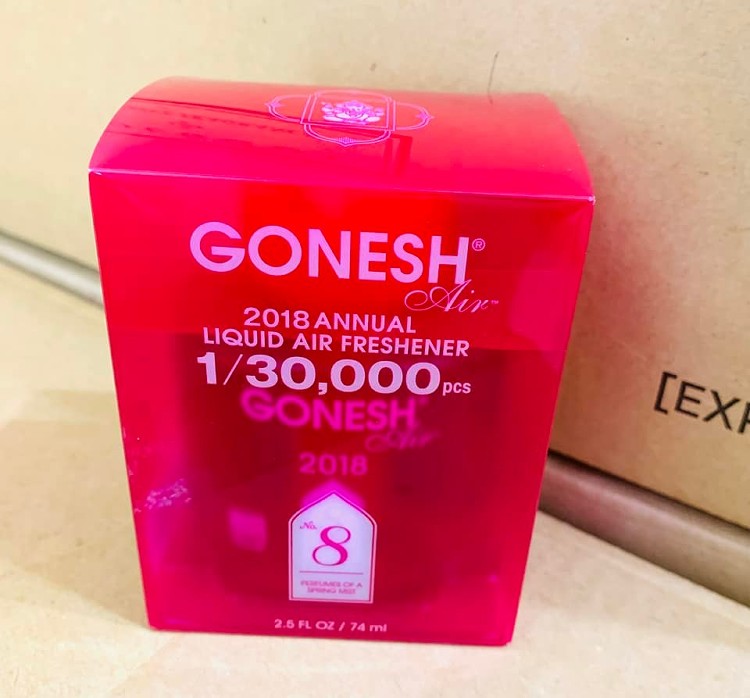 GONESH®
Air™
2018 ANNUAL
LIQUID AIR FRESHENER
1/30,000pcs
GONESH
Air
2018
No.
8
PERFUMES OF A
SPRING MIST
2.5 FL OZ / 74 ml
[EXP